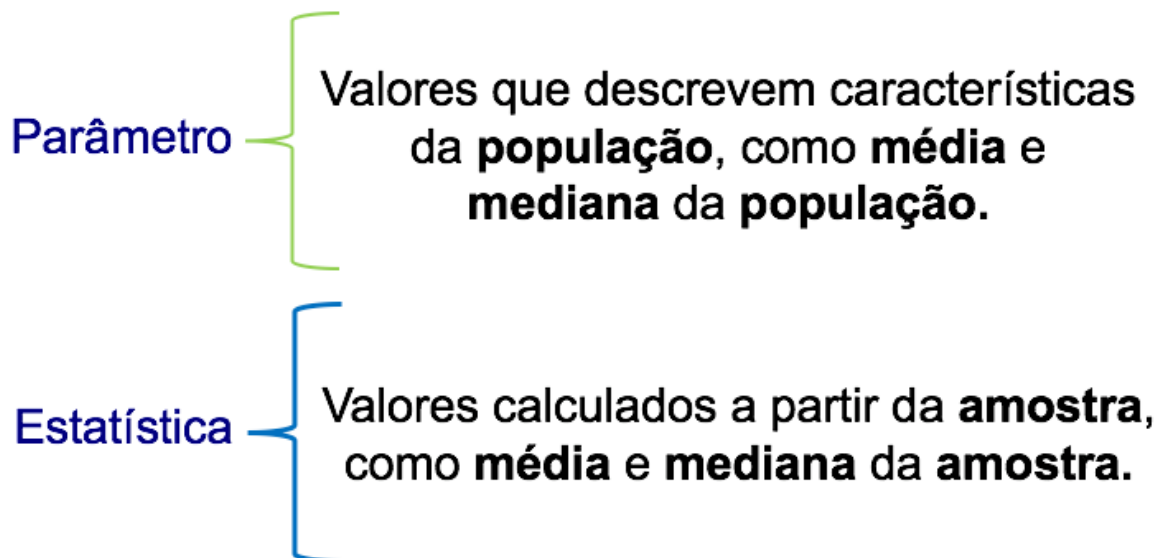 Parâmetro
Valores que descrevem características
da população, como média e
mediana da população.
Estatística
Valores calculados a partir da amostra,
como média e mediana da amostra.